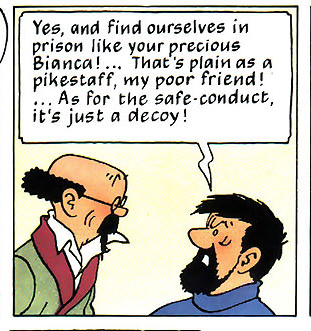 Yes, and find ourselves in
prison like your precious
Bianca! ... That's plain as a
pikestaff, my poor friend!
... As for the safe-conduct,
it's just a decoy!